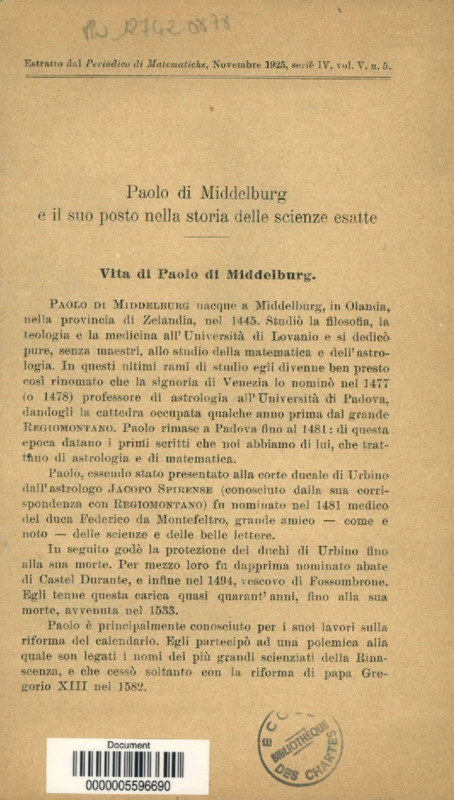 Estratto dal Periodico di Matematiche, Novembre 1925, serie IV, vol. V, n. 5.
Paolo di Middelburg
e il suo posto nella storia delle scienze esatte
Vita di Paolo di Middelburg.
PAOLO DI MIDDELBURG nacque a Middelburg, in Olanda,
nella provincia di Zelandia, nel 1445. Studiò la filosofia, la
teologia e la medicina all'Università di Lovanio e si dedicò
pure, senza maestri, allo studio della matematica e dell'astro-
logia. In questi ultimi rami di studio egli divenne ben presto
così rinomato che la signoria di Venezia lo nominò nel 1477
(o 1478) professore di astrologia all'Università di Padova,
dandogli la cattedra occupata qualche anno prima dal grande
REGIOMONTANO. Paolo rimase a Padova fino al 1481: di questa
epoca datano i primi scritti che noi abbiamo di lui, che trat-
tano di astrologia e di matematica.
Paolo, essendo stato presentato alla corte ducale di Urbino
dall'astrologo JACOPO SPIRENSE (conosciuto dalla sua corri-
spondenza con REGIOMONTANO) fu nominato nel 1481 medico
del duca Federico da Montefeltro, grande amico — come e
noto — delle scienze e delle belle lettere.
In seguito godè la protezione dei duchi di Urbino fino
alla sua morte. Per mezzo loro fu dapprima nominato abate
di Castel Durante, e infine nel 1494, vescovo di Fossombrone.
Egli tenne questa carica quasi quarant'anni, fino alla sua
morte, avvenuta nel 1533.
Paolo è principalmente conosciuto per i suoi lavori sulla
riforma del calendario. Egli partecipò ad una polemica alla
quale son legati i nomi dei più grandi scienziati della Rina-
scenza, e che cessò soltanto con la riforma di papa Gre-
gorio XIII nel 1582.
BIBLIOTHÈQUE
DES CHARTES
Document
0000005596690